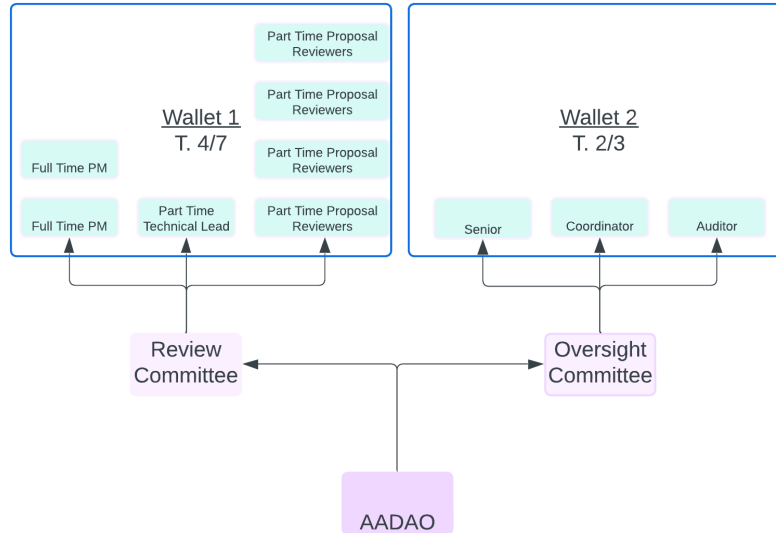 Part Time Proposal
Reviewers
Part Time Proposal
Reviewers
Wallet 1
T. 4/7
Full Time PM
Part Time Proposal
Reviewers
Full Time PM
Part Time
Technical Lead
Part Time Proposal
Reviewers
Wallet 2
T. 2/3
Senior
Coordinator
Auditor
Review
Committee
Oversight
Committee
AADAO